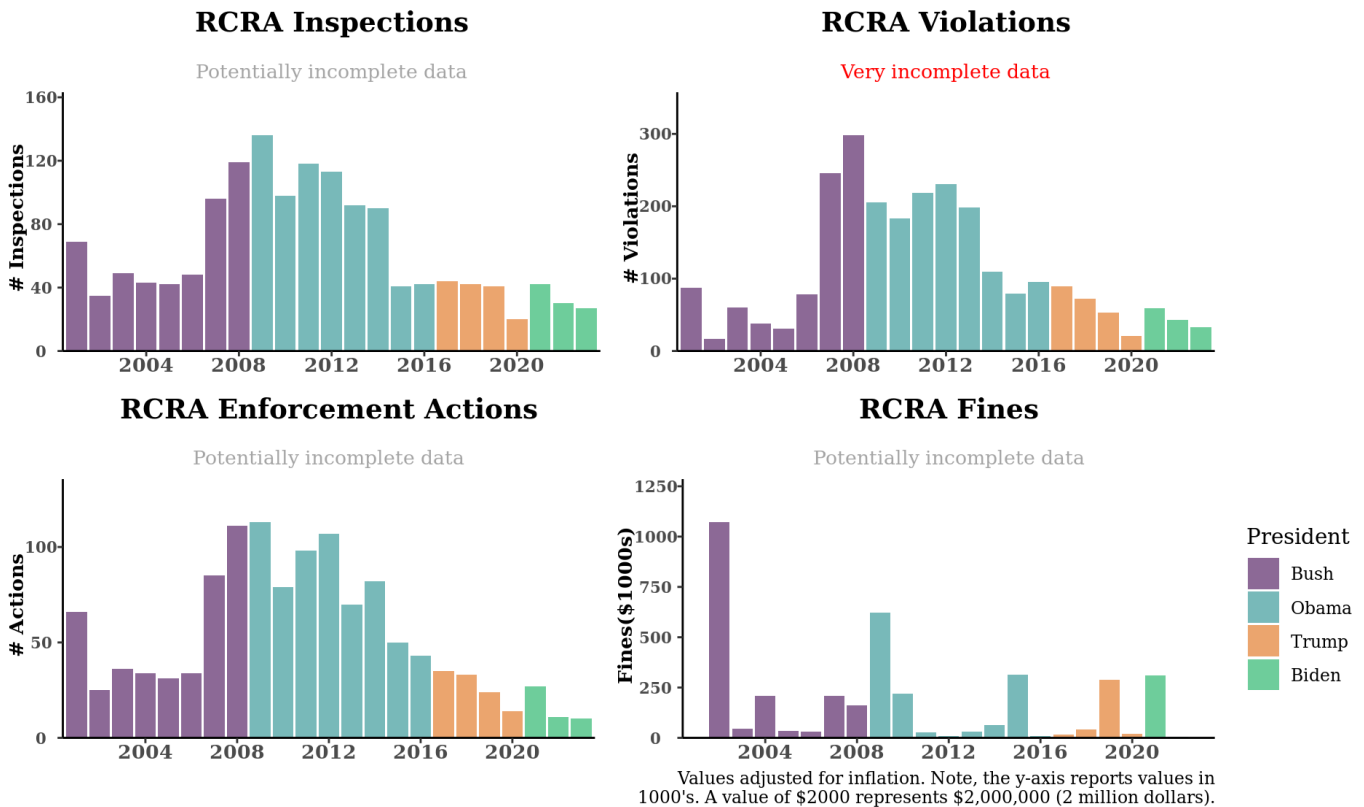 RCRA Inspections
Potentially incomplete data
# Inspections
160
120
80
40
0
2004 2008 2012 2016 2020
RCRA Violations
Very incomplete data
# Violations
300
200
100
0
2004 2008 2012 2016 2020
RCRA Enforcement Actions
Potentially incomplete data
# Actions
100
50
0
2004 2008 2012 2016 2020
RCRA Fines
Potentially incomplete data
Fines($1000s)
1250
1000
750
500
250
0
2004 2008 2012 2016 2020
President
Bush
Obama
Trump
Biden
Values adjusted for inflation. Note, the y-axis reports values in
1000's. A value of $2000 represents $2,000,000 (2 million dollars).